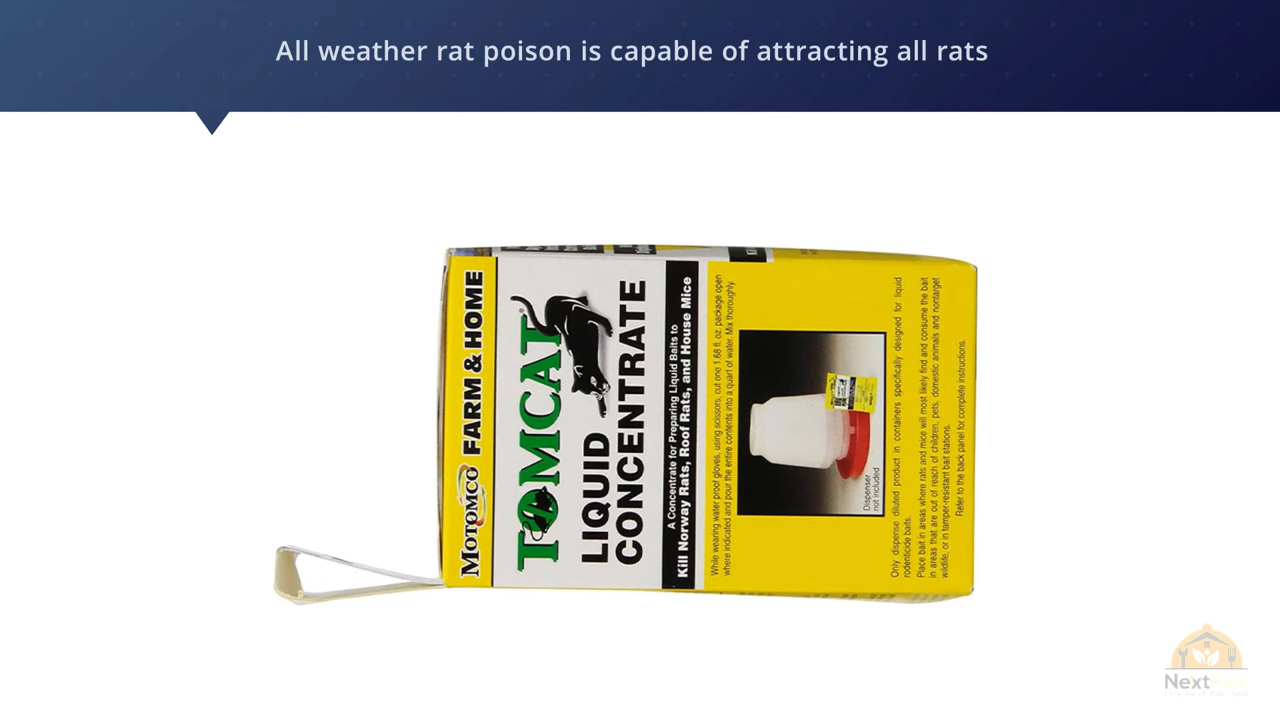 All weather rat poison is capable of attracting all rats
MOTOMCO FARM & HOME
TOMCAT®
LIQUID
CONCENTRATE
A Concentrate for Preparing Liquid Baits to
Kill Norway Rats, Roof Rats, and House Mice
While wearing water proof gloves, using scissors, cut one 1.68 fl. oz. package open
where indicated and pour the entire contents into a quart of water. Mix thoroughly.
Dispenser
not included
Only dispense diluted product in containers specifically designed for liquid
rodenticide baits.
Place bait in areas where rats and mice will most likely find and consume the bait
in areas that are out of reach of children, pets, domestic animals and nontarget
wildlife, or in tamper-resistant bait stations.
Refer to the back panel for complete instructions.
Next